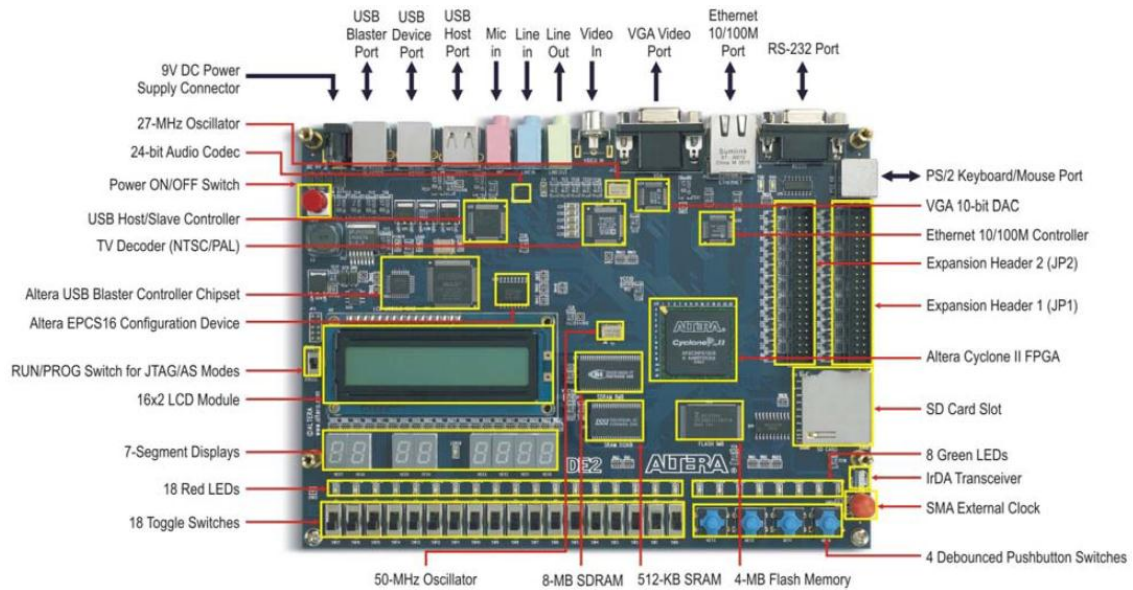 USB
Blaster
Port
USB
Device
Port
USB
Host
Port
Mic
in
Line
in
Line
Out
Video
In
VGA Video
Port
Ethernet
10/100M
Port
RS-232 Port
9V DC Power
Supply Connector
27-MHz Oscillator
24-bit Audio Codec
Power ON/OFF Switch
USB Host/Slave Controller
TV Decoder (NTSC/PAL)
Altera USB Blaster Controller Chipset
Altera EPCS16 Configuration Device
RUN/PROG Switch for JTAG/AS Modes
16x2 LCD Module
7-Segment Displays
18 Red LEDs
18 Toggle Switches
PS/2 Keyboard/Mouse Port
VGA 10-bit DAC
Ethernet 10/100M Controller
Expansion Header 2 (JP2)
Expansion Header 1 (JP1)
Altera Cyclone II FPGA
SD Card Slot
8 Green LEDs
IrDA Transceiver
SMA External Clock
4 Debounced Pushbutton Switches
50-MHz Oscillator
8-MB SDRAM
512-KB SRAM
4-MB Flash Memory
ALTERA
Cyclone II
DE2
ALTERA